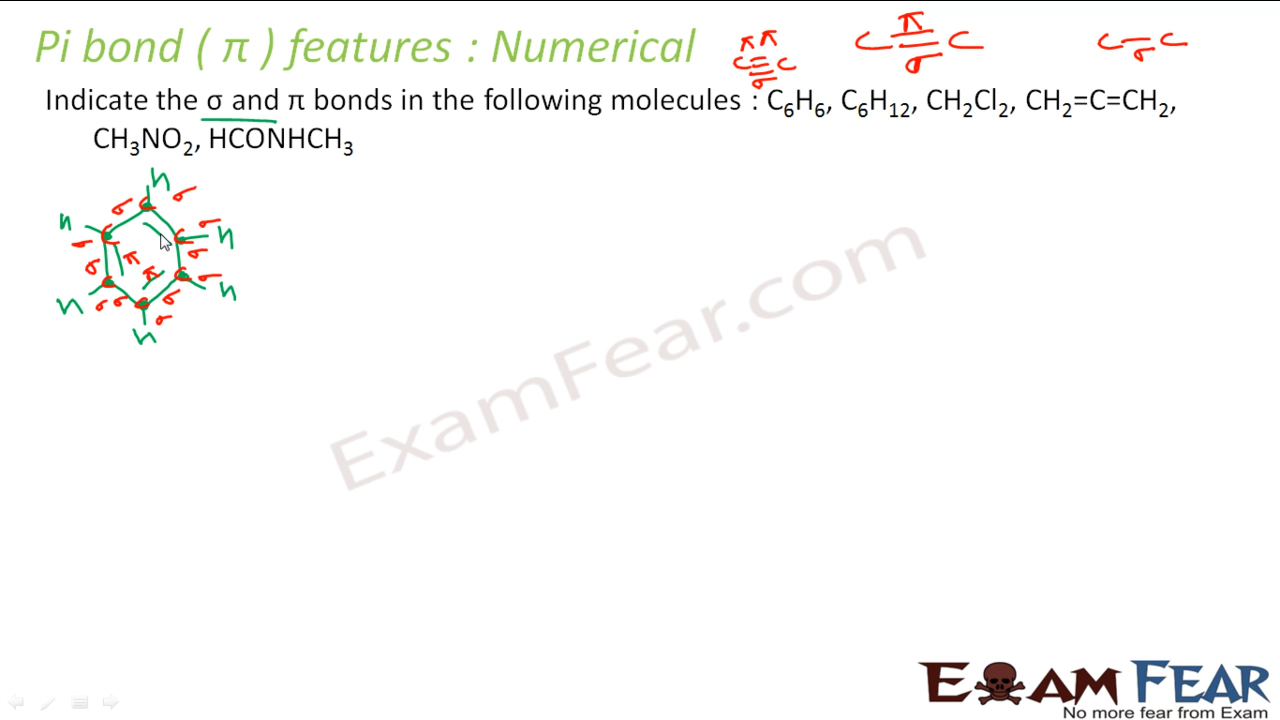 Pi bond ( π ) features : Numerical
π π
C≡C
σ
π
C=C
σ
C–C
σ
Indicate the σ and π bonds in the following molecules : C₆H₆, C₆H₁₂, CH₂Cl₂, CH₂=C=CH₂,
CH₃NO₂, HCONHCH₃
H
σ σ
H C C σ H
σ C σ
σ π π C σ H
H C σ σ C σ
σ
H
ExamFear.com
EXAM FEAR
No more fear from Exam